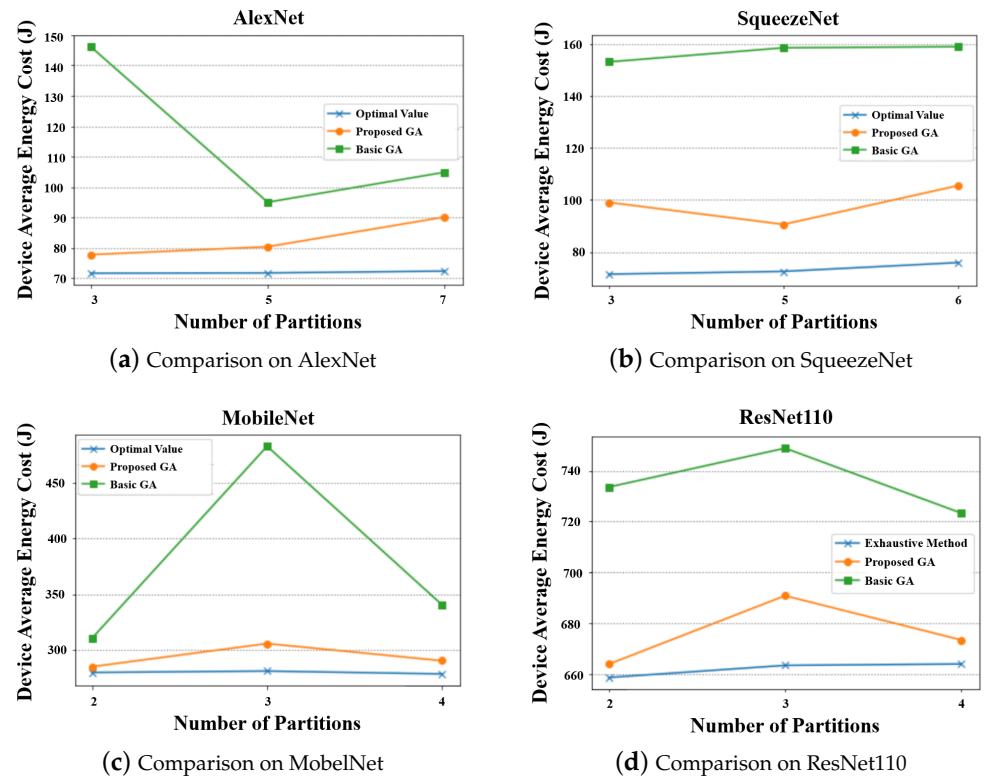 AlexNet
Device Average Energy Cost (J)
150
140
130
120
110
100
90
80
70
Optimal Value
Proposed GA
Basic GA
3
5
7
Number of Partitions
(a) Comparison on AlexNet
SqueezeNet
Device Average Energy Cost (J)
160
140
120
100
80
Optimal Value
Proposed GA
Basic GA
3
5
6
Number of Partitions
(b) Comparison on SqueezeNet
MobileNet
Device Average Energy Cost (J)
450
400
350
300
Optimal Value
Proposed GA
Basic GA
2
3
4
Number of Partitions
(c) Comparison on MobelNet
ResNet110
Device Average Energy Cost (J)
740
720
700
680
660
Exhaustive Method
Proposed GA
Basic GA
2
3
4
Number of Partitions
(d) Comparison on ResNet110